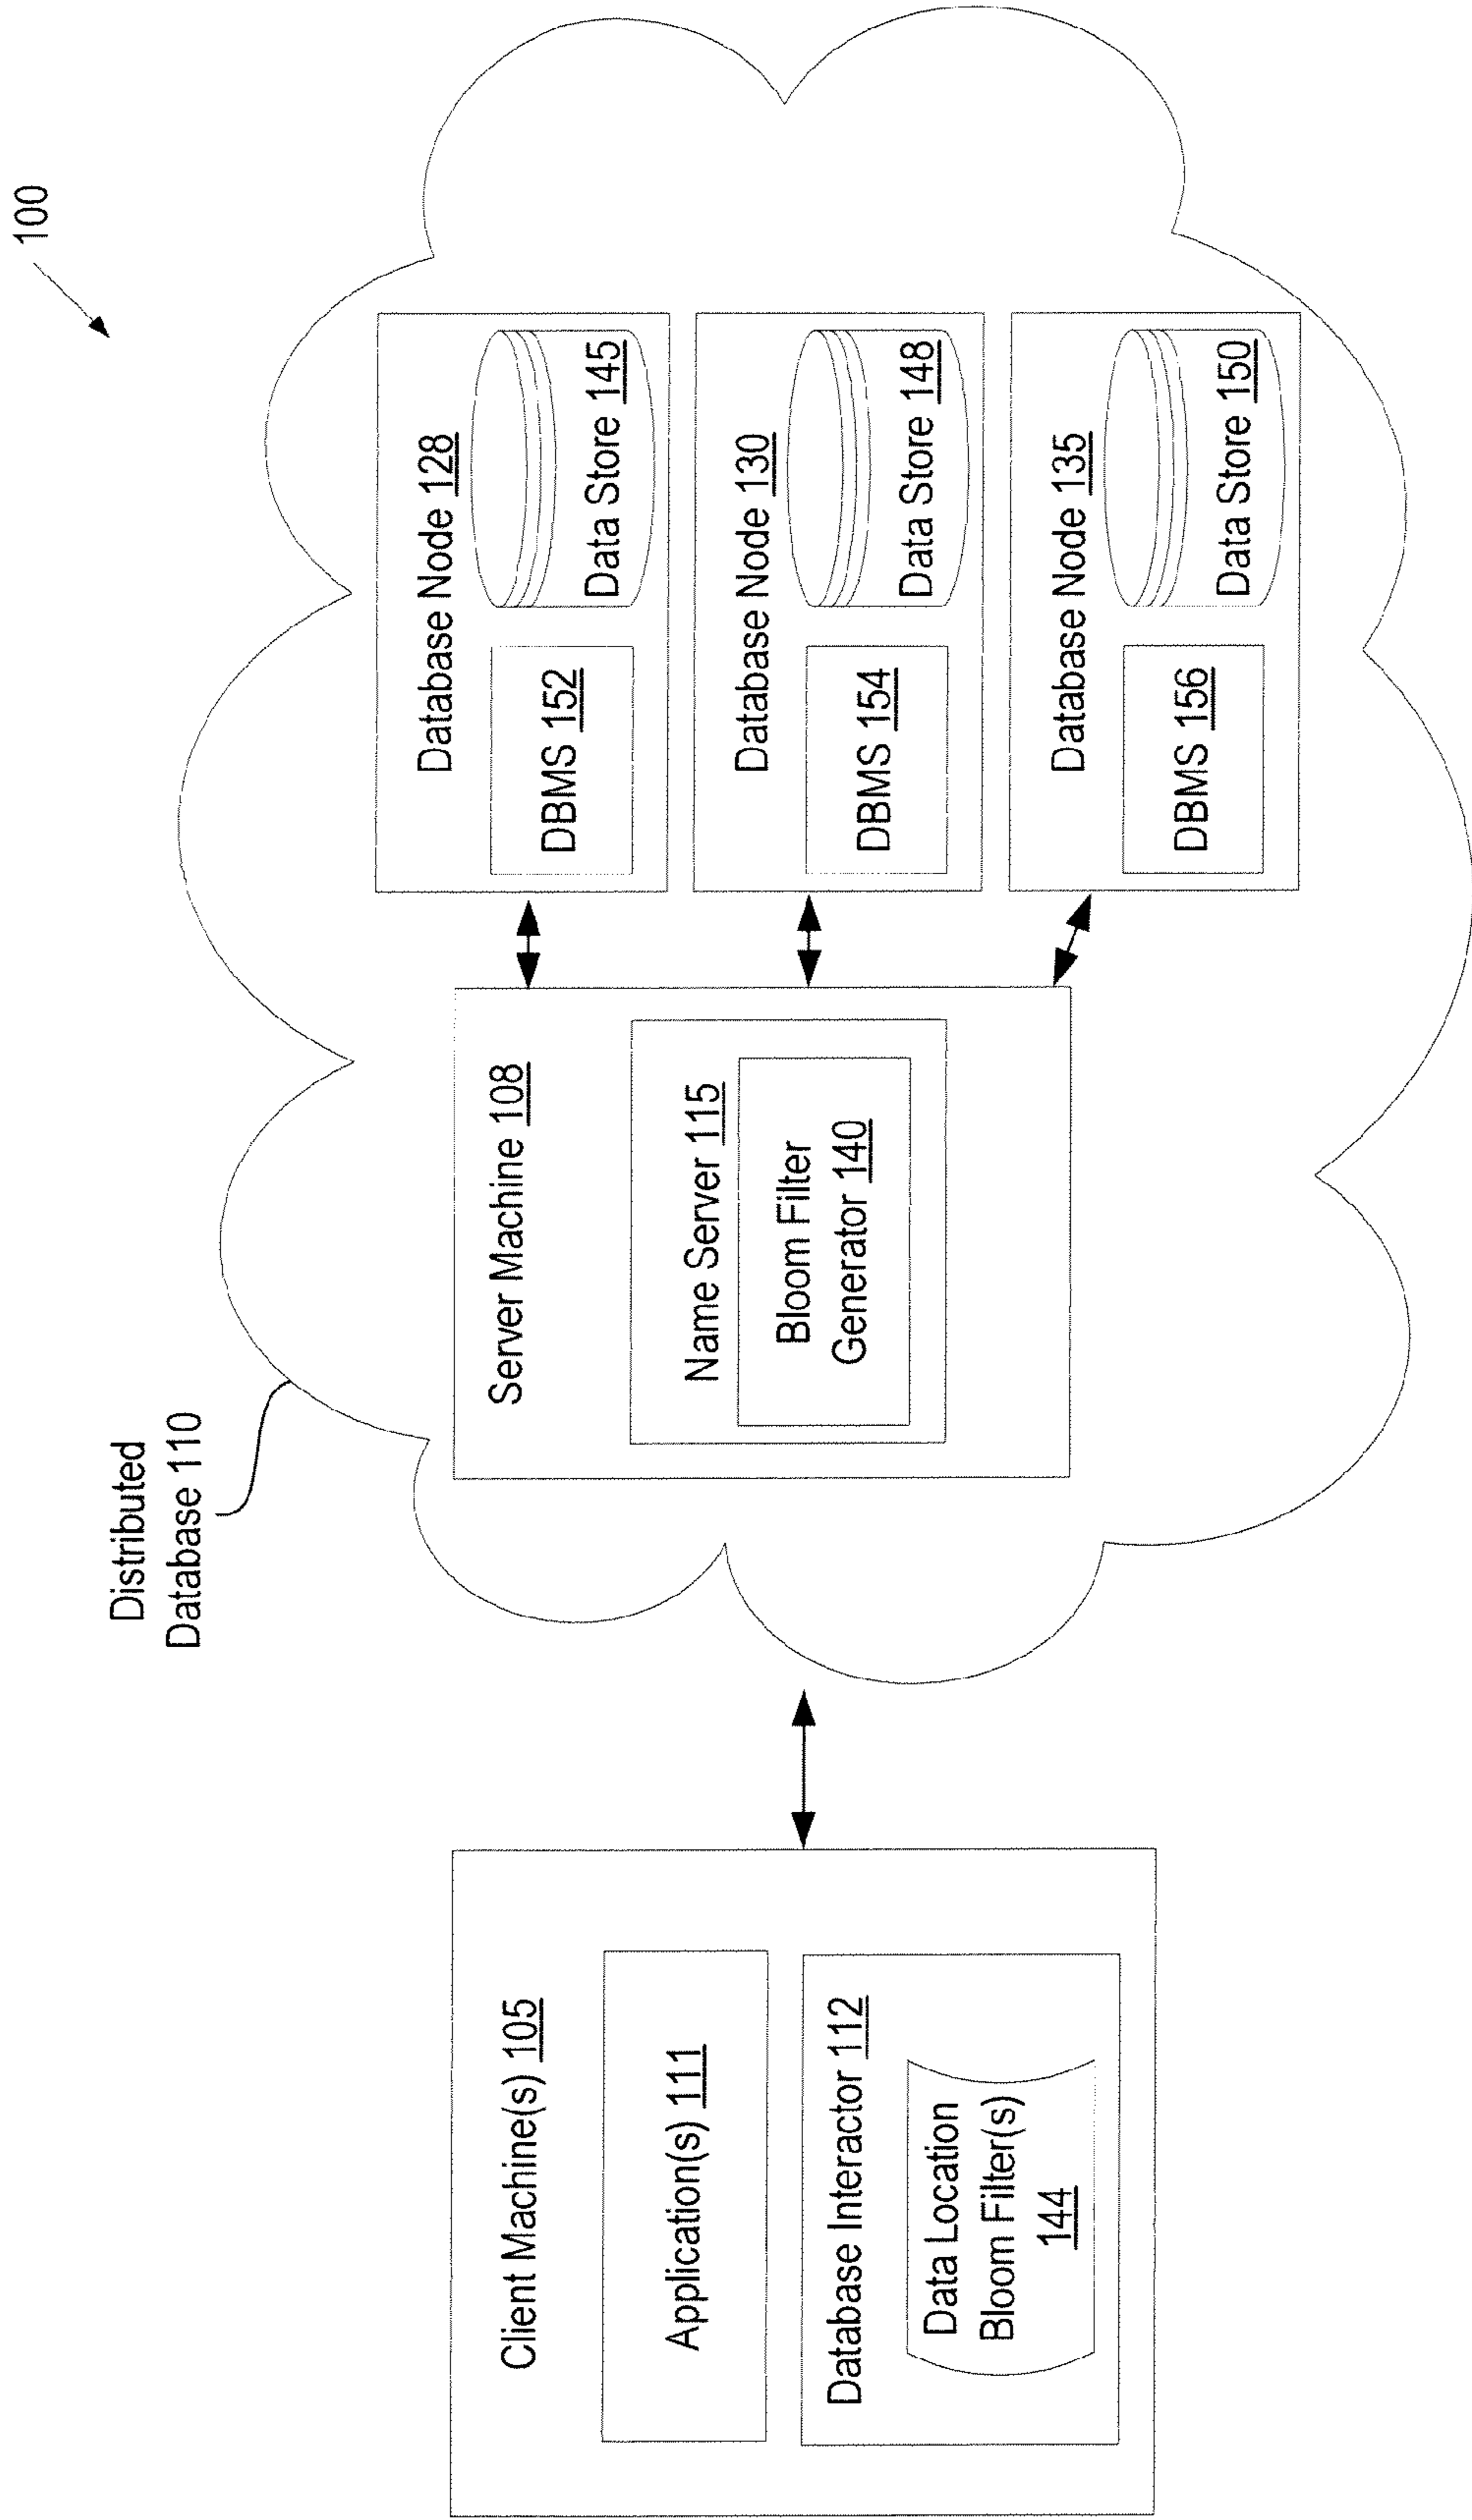 100
Distributed
Database 110
Client Machine(s) 105
Application(s) 111
Database Interactor 112
Data Location
Bloom Filter(s)
144
Server Machine 108
Name Server 115
Bloom Filter
Generator 140
Database Node 128
DBMS 152
Data Store 145
Database Node 130
DBMS 154
Data Store 148
Database Node 135
DBMS 156
Data Store 150